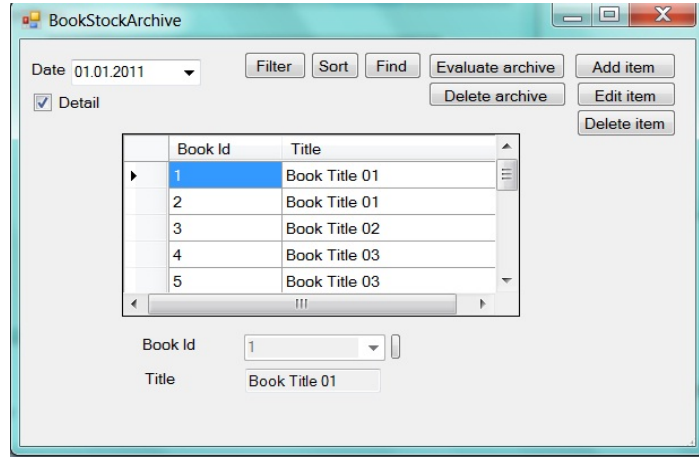 BookStockArchive
Date 01.01.2011 Filter Sort Find Evaluate archive Add item
Detail Delete archive Edit item
Delete item
Book Id Title
1 Book Title 01
2 Book Title 01
3 Book Title 02
4 Book Title 03
5 Book Title 03
Book Id 1
Title Book Title 01